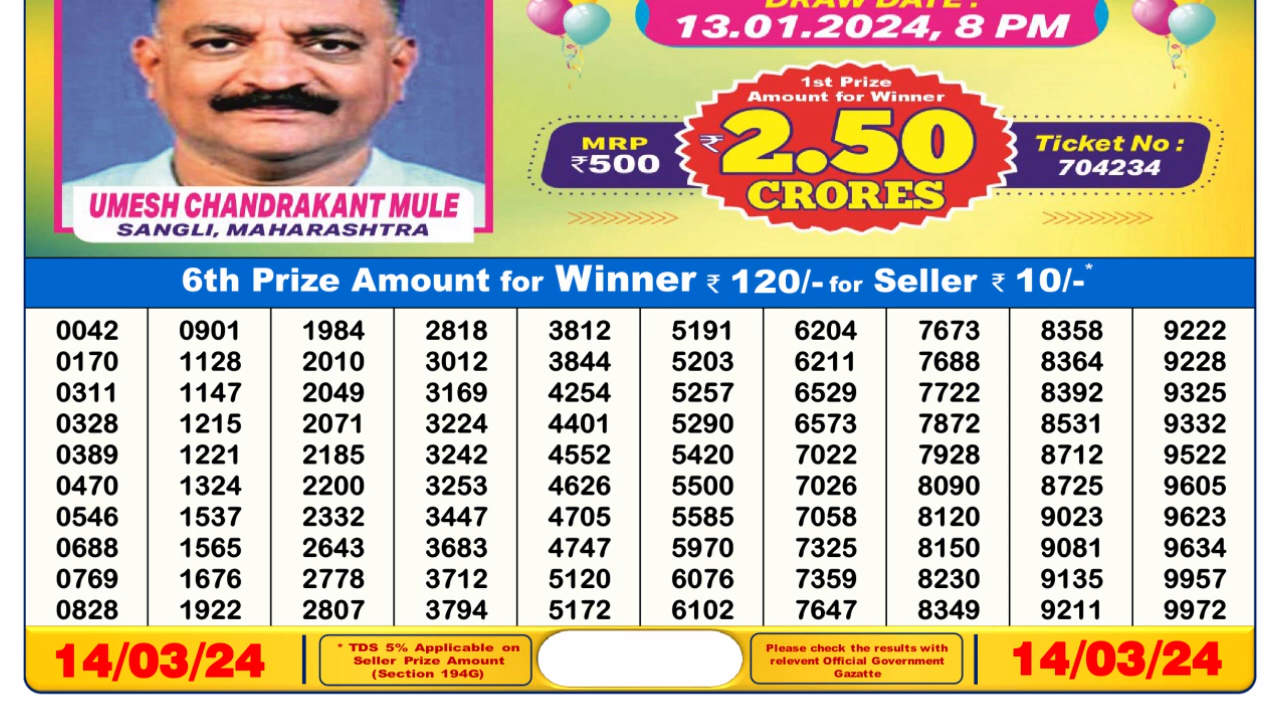 DRAW DATE :
13.01.2024, 8 PM
1st Prize
Amount for Winner
MRP
₹500
₹2.50
CRORES
Ticket No :
704234
UMESH CHANDRAKANT MULE
SANGLI, MAHARASHTRA
6th Prize Amount for Winner ₹ 120/- for Seller ₹ 10/-*
0042 0901 1984 2818 3812 5191 6204 7673 8358 9222
0170 1128 2010 3012 3844 5203 6211 7688 8364 9228
0311 1147 2049 3169 4254 5257 6529 7722 8392 9325
0328 1215 2071 3224 4401 5290 6573 7872 8531 9332
0389 1221 2185 3242 4552 5420 7022 7928 8712 9522
0470 1324 2200 3253 4626 5500 7026 8090 8725 9605
0546 1537 2332 3447 4705 5585 7058 8120 9023 9623
0688 1565 2643 3683 4747 5970 7325 8150 9081 9634
0769 1676 2778 3712 5120 6076 7359 8230 9135 9957
0828 1922 2807 3794 5172 6102 7647 8349 9211 9972
14/03/24
* TDS 5% Applicable on
Seller Prize Amount
(Section 194G)
Please check the results with
relevent Official Government
Gazatte
14/03/24